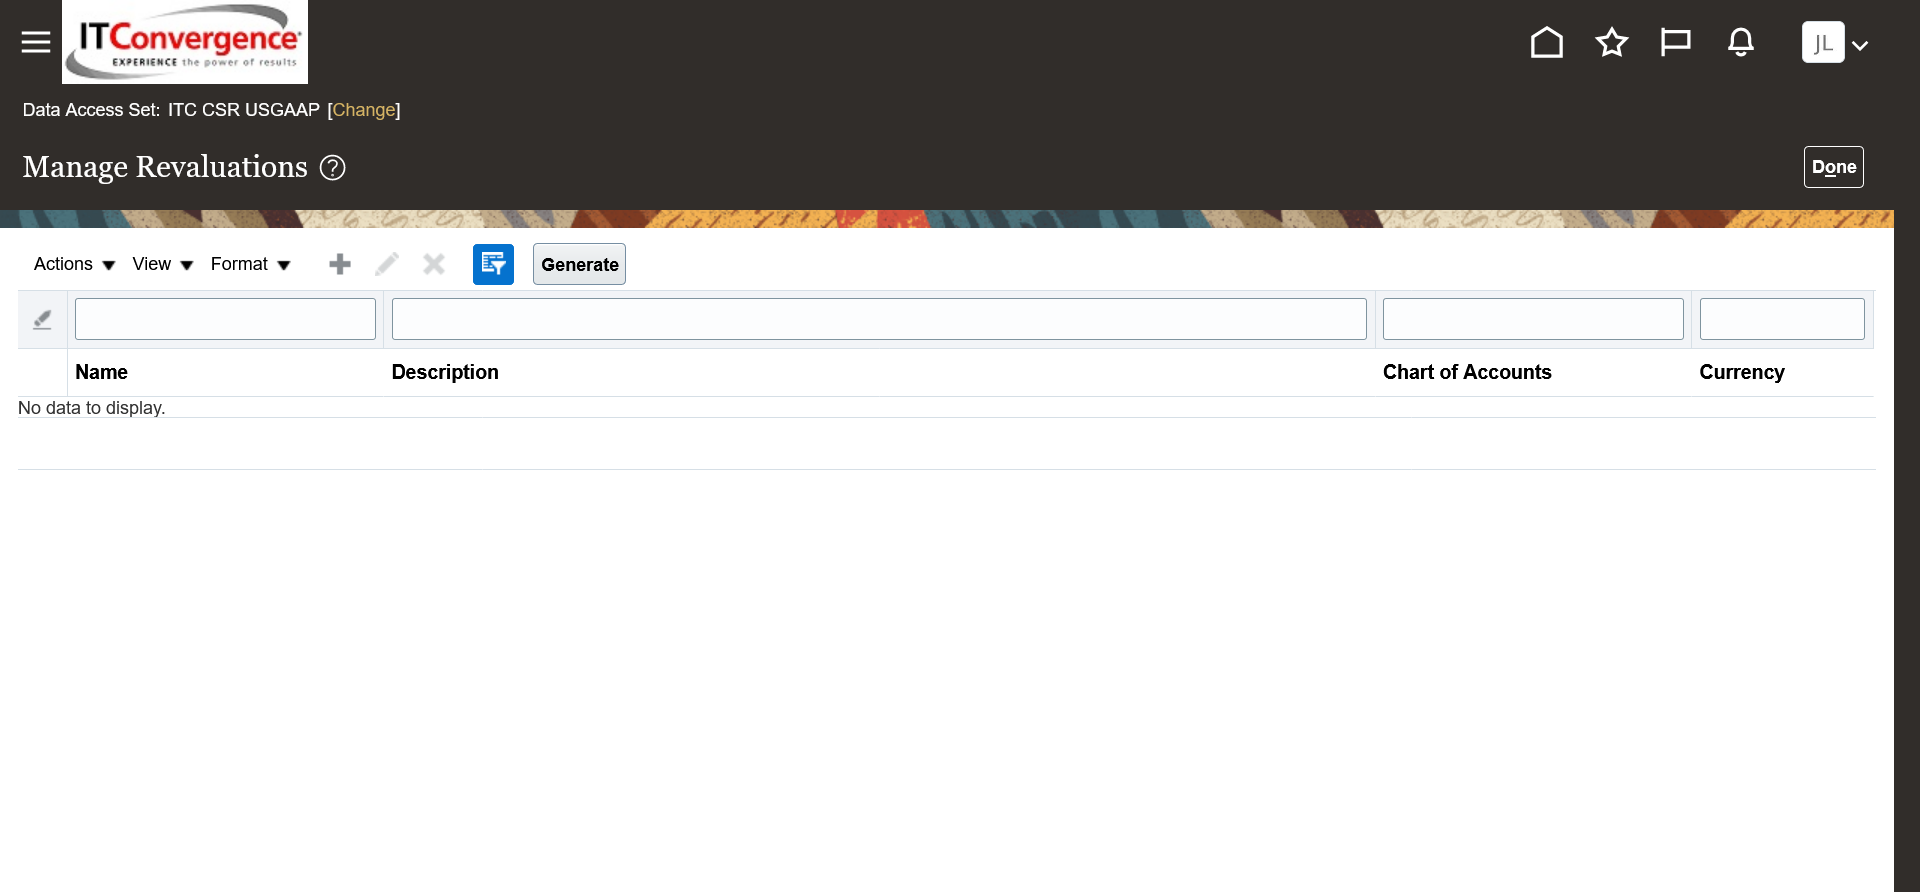 ITConvergence
EXPERIENCE the power of results
JL
Data Access Set: ITC CSR USGAAP [Change]
Manage Revaluations ?
Done
Actions View Format Generate
Name Description Chart of Accounts Currency
No data to display.